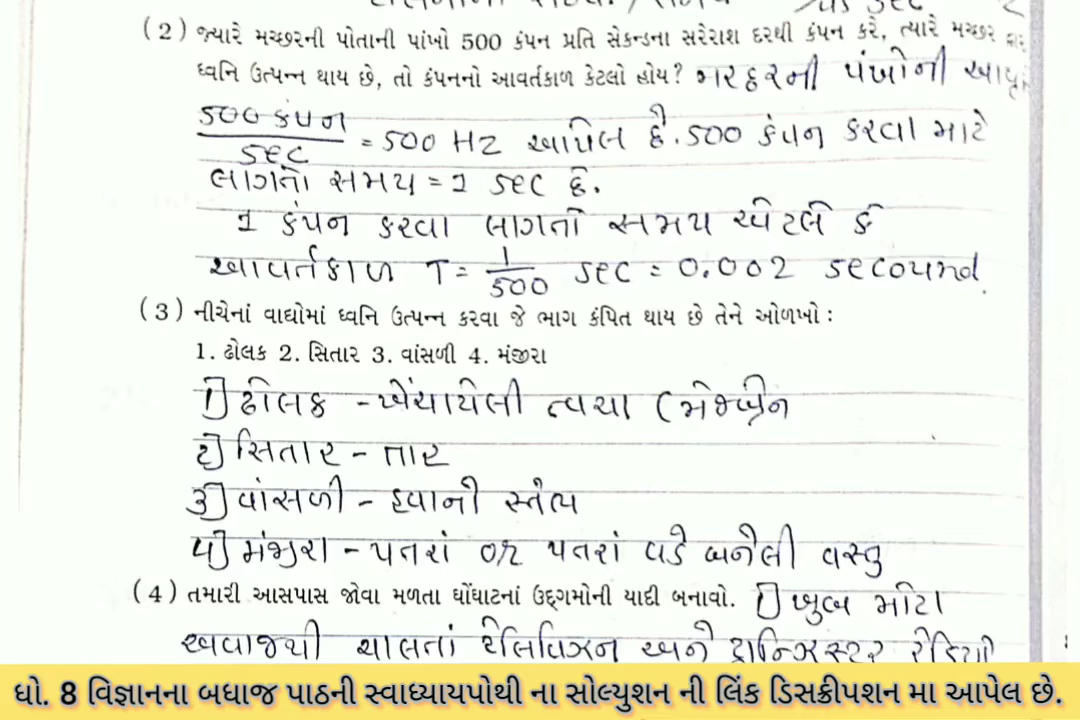 (2) જ્યારે મચ્છરની પોતાની પાંખો 500 કંપન પ્રતિ સેકન્ડના સરેરાશ દરથી કંપન કરે, ત્યારે મચ્છર
ધ્વનિ ઉત્પન્ન થાય છે, તો કંપનનો આવર્તકાળ કેટલો હોય? મચ્છરની પંખોની
500 કંપન
sec = 500 HZ આપેલ છે. 500 કંપન કરવા માટે
લાગતો સમય = 1 sec છે.
1 કંપન કરવા લાગતો સમય એટલે કે
આવર્તકાળ T = 1/500 sec = 0.002 secound.
(3) નીચેનાં વાદ્યોમાં ધ્વનિ ઉત્પન્ન કરવા જે ભાગ કંપિત થાય છે તેને ઓળખો :
1. ઢોલક 2. સિતાર 3. વાંસળી 4. મંજીરા
1] ઢોલક - ખેંચાયેલી ત્વચા (મેમ્બ્રેન
2] સિતાર - તાર
3] વાંસળી - હવાનો સ્તંભ
4] મંજીરા - પતરાં અથવા પતરાં વડે બનેલી વસ્તુ
(4) તમારી આસપાસ જોવા મળતા ઘોંઘાટનાં ઉદ્ગમોની યાદી બનાવો. 1] ખુબ મોટા
અવાજથી ચાલતાં ટેલિવિઝન અને ટ્રાન્ઝિસ્ટર રેડિયો
ધો. 8 વિજ્ઞાનના બધાજ પાઠની સ્વાધ્યાયપોથી ના સોલ્યુશન ની લિંક ડિસક્રીપશન મા આપેલ છે.